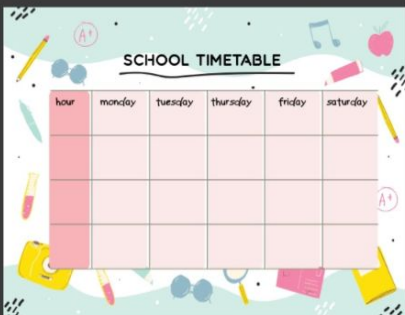 A+
SCHOOL TIMETABLE
hour monday tuesday thursday friday saturday
A+